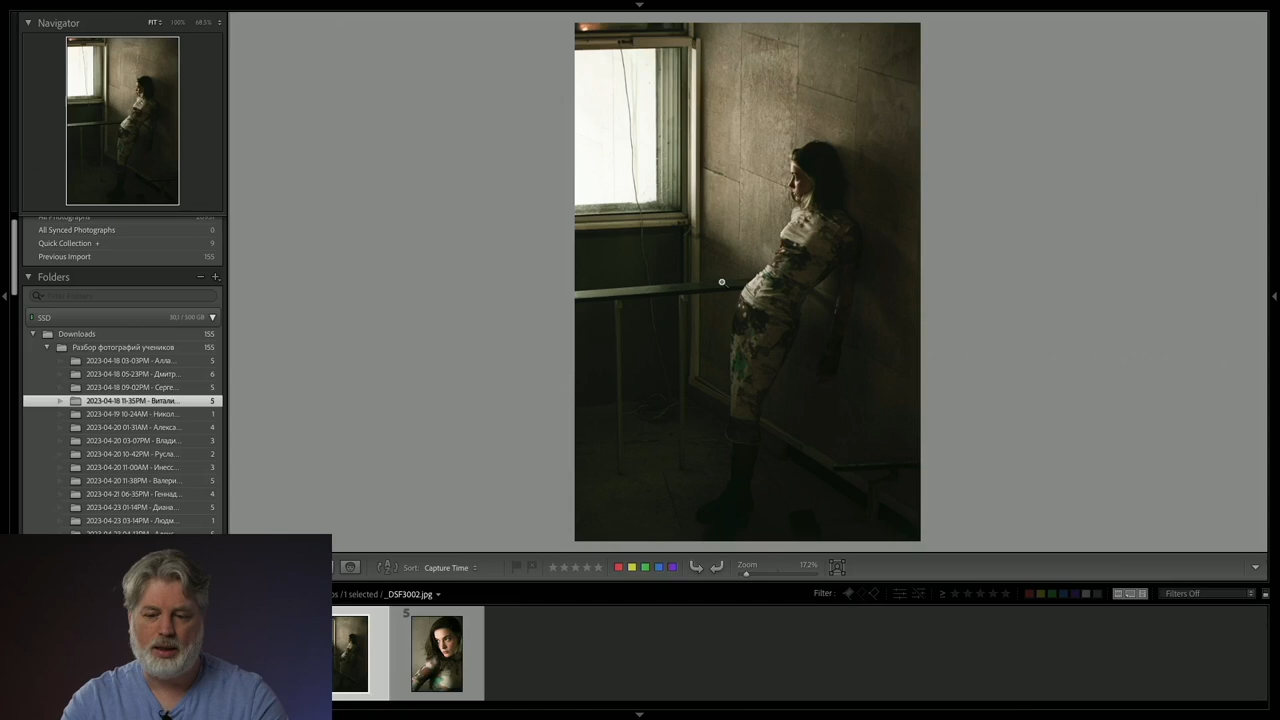 Navigator
FIT
100%
68.5%
All Photographs
All Synced Photographs 0
Quick Collection + 9
Previous Import 155
Folders
SSD
Downloads 155
Разбор фотографий учеников 155
2023-04-18 03-03PM - Алла... 5
2023-04-18 05-23PM - Дмитр... 6
2023-04-18 09-02PM - Серге... 5
2023-04-18 11-35PM - Витали... 5
2023-04-19 10-24AM - Никол... 1
2023-04-20 01-31AM - Алекса... 4
2023-04-20 03-07PM - Влади... 3
2023-04-20 10-42PM - Русла... 2
2023-04-20 11-00AM - Инесс... 3
2023-04-20 11-38PM - Валери... 5
2023-04-21 06-35PM - Геннад... 4
2023-04-23 01-14PM - Диана... 5
2023-04-23 03-14PM - Людм... 1
Sort: Capture Time
Zoom 17.2%
/ 1 selected / _DSF3002.jpg
Filter :
Filters Off
5